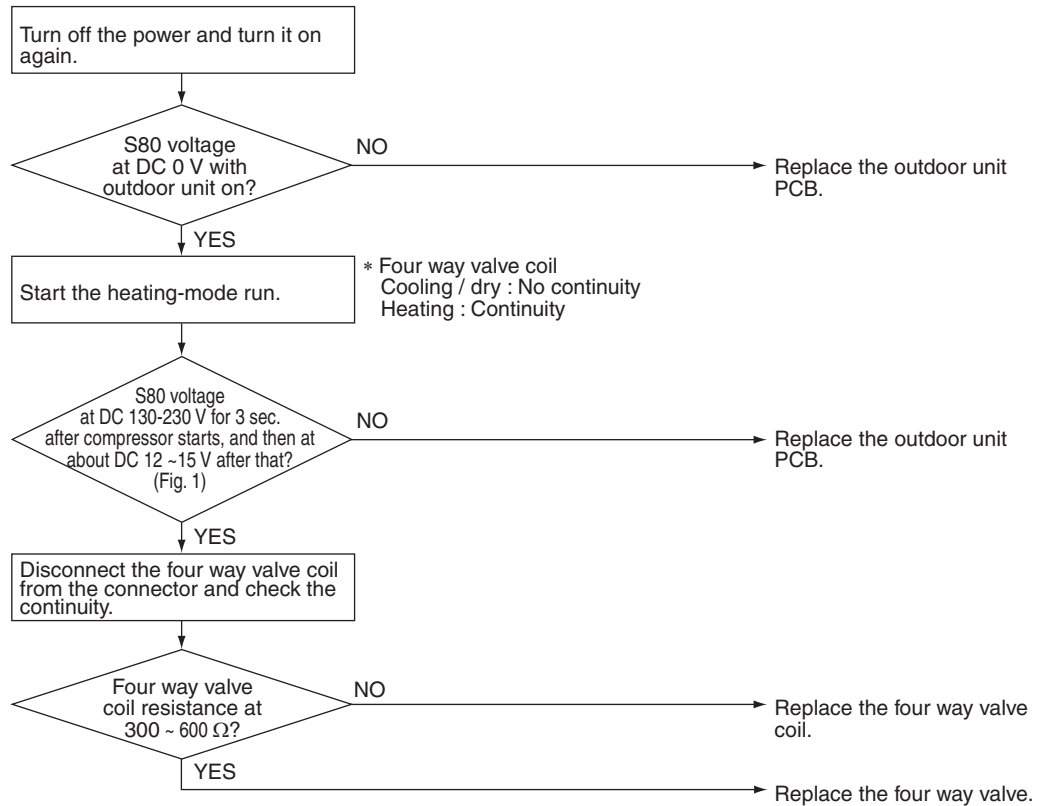 Turn off the power and turn it on
again.
S80 voltage
at DC 0 V with
outdoor unit on?
NO
Replace the outdoor unit
PCB.
YES
Start the heating-mode run.
* Four way valve coil
Cooling / dry : No continuity
Heating : Continuity
S80 voltage
at DC 130-230 V for 3 sec.
after compressor starts, and then at
about DC 12 ~15 V after that?
(Fig. 1)
NO
Replace the outdoor unit
PCB.
YES
Disconnect the four way valve coil
from the connector and check the
continuity.
Four way valve
coil resistance at
300 ~ 600 Ω?
NO
Replace the four way valve
coil.
YES
Replace the four way valve.